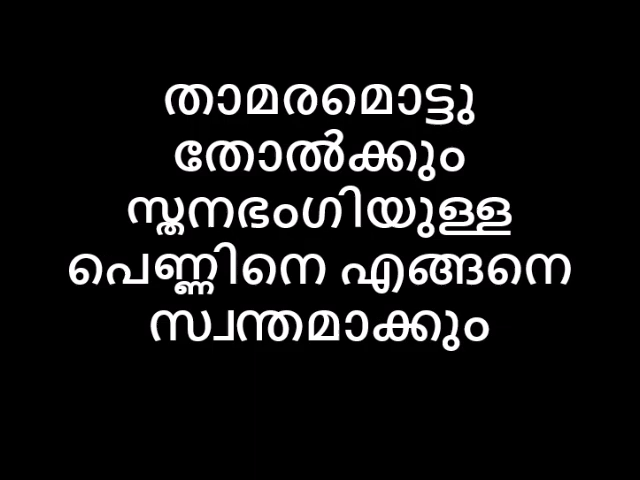 താമരമൊട്ടു
തോൽക്കും
സ്തനഭംഗിയുള്ള
പെണ്ണിനെ എങ്ങനെ
സ്വന്തമാക്കും